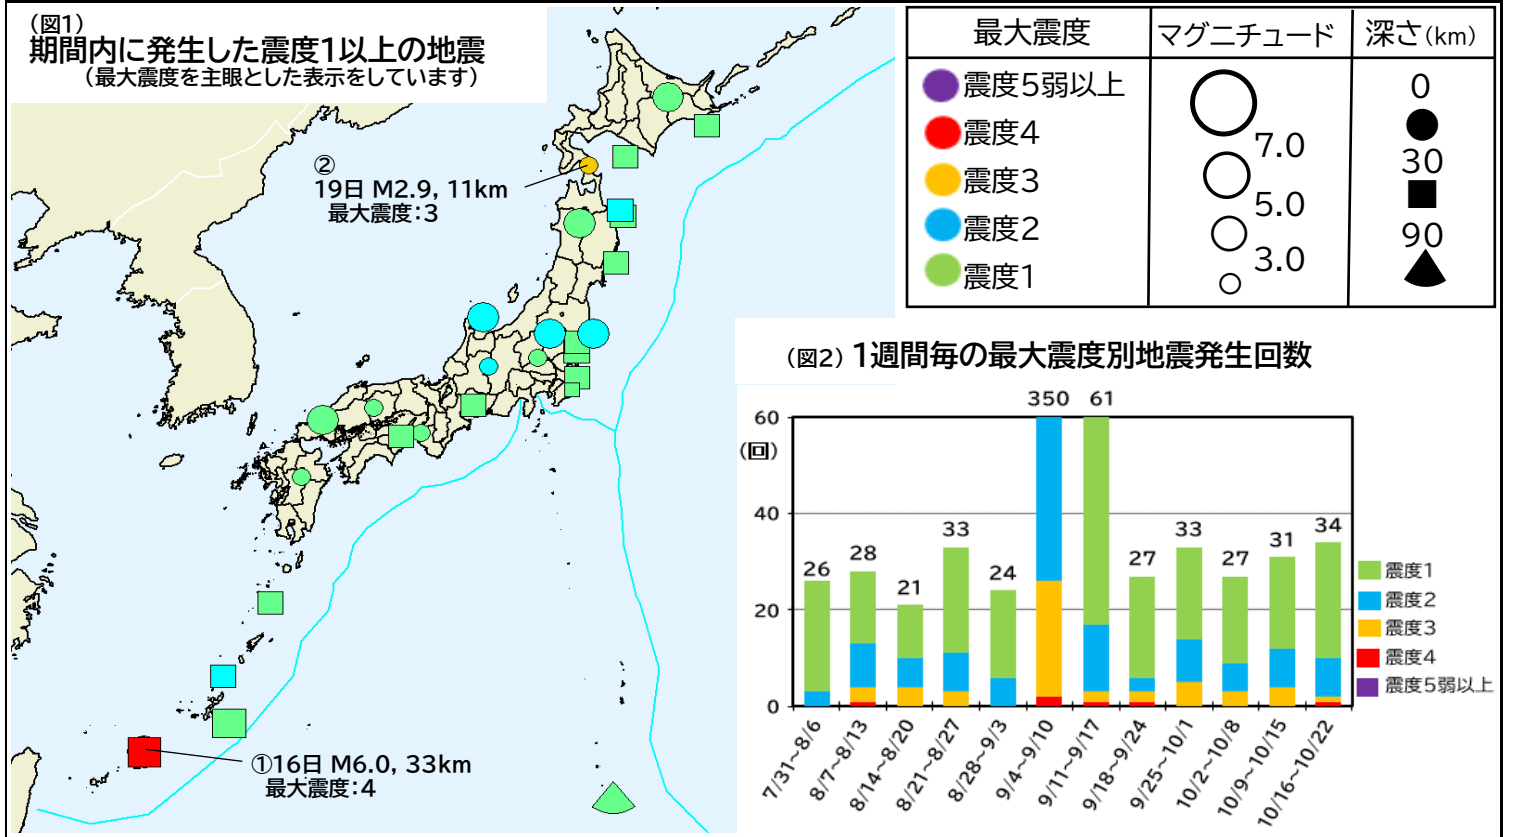 (図1)
期間内に発生した震度1以上の地震
(最大震度を主眼とした表示をしています)
②
19日 M2.9, 11km
最大震度:3
①16日 M6.0, 33km
最大震度:4
最大震度 マグニチュード 深さ(km)
震度5弱以上
震度4
震度3
震度2
震度1
7.0
5.0
3.0
0
30
90
(図2) 1週間毎の最大震度別地震発生回数
(回)
60
40
20
0
26 28 21 33 24 350 61 27 33 27 31 34
7/31~8/6
8/7~8/13
8/14~8/20
8/21~8/27
8/28~9/3
9/4~9/10
9/11~9/17
9/18~9/24
9/25~10/1
10/2~10/8
10/9~10/15
10/16~10/22
震度1
震度2
震度3
震度4
震度5弱以上